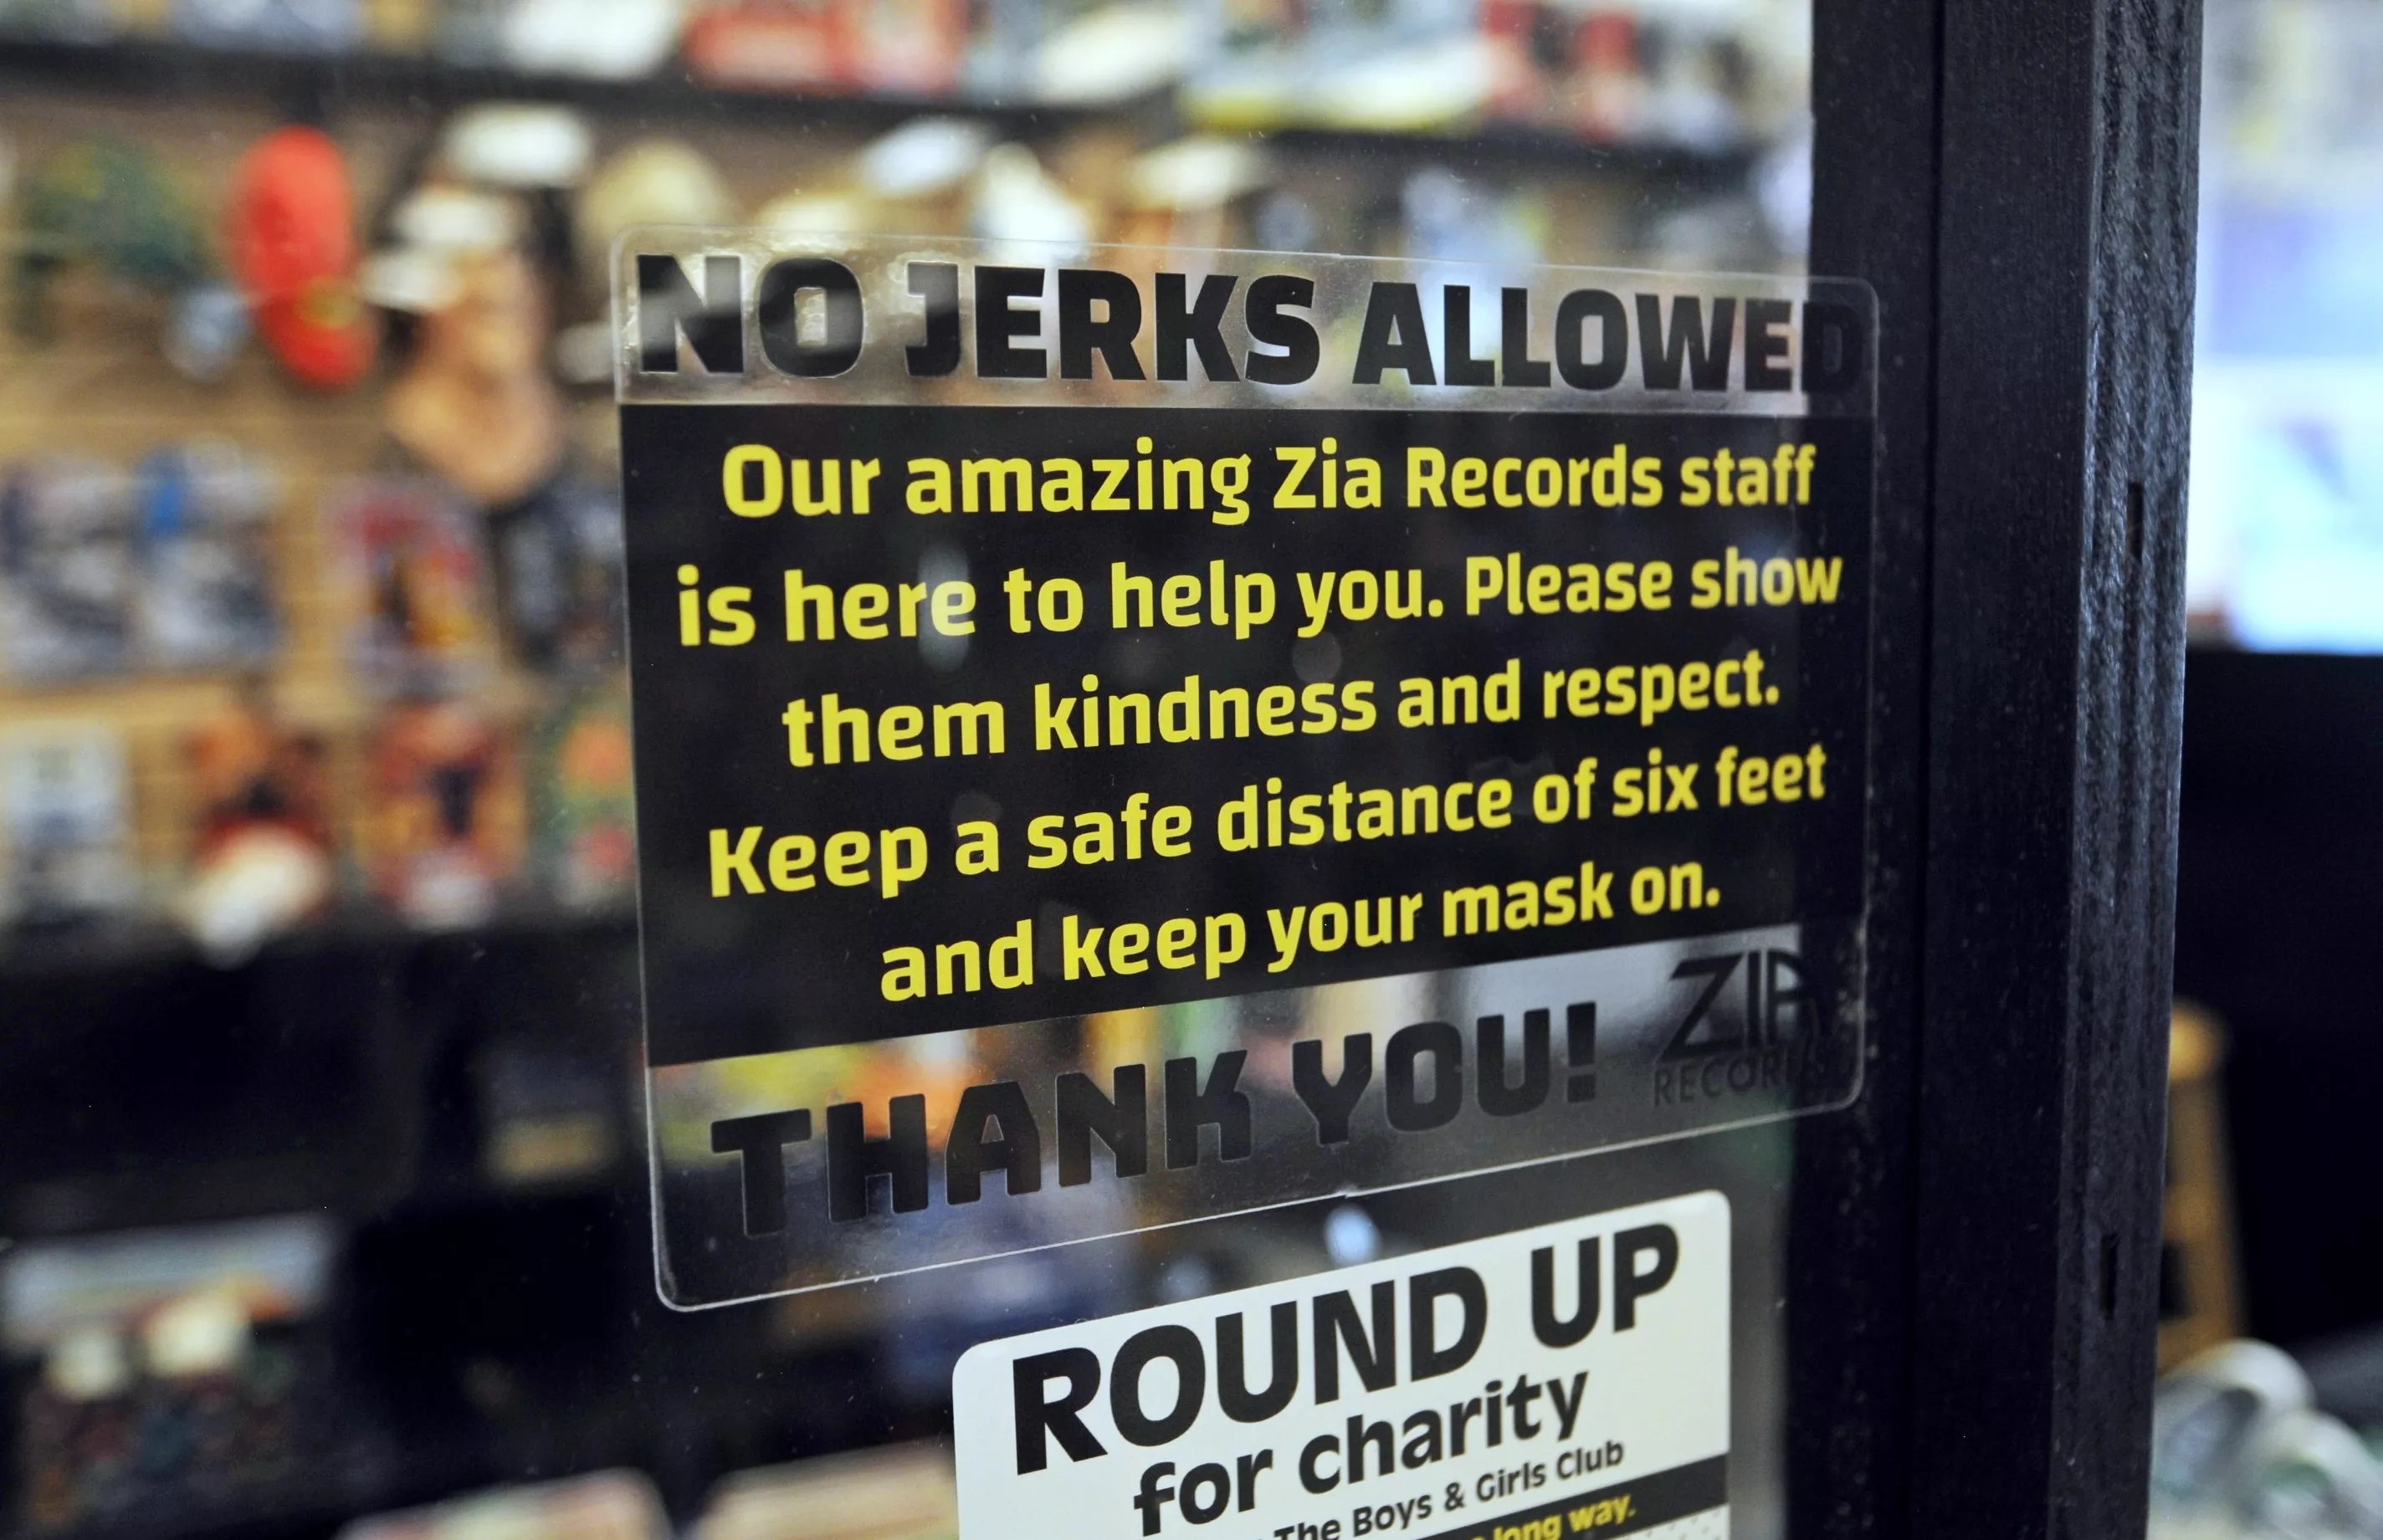 NO JERKS ALLOWED
Our amazing Zia Records staff
is here to help you. Please show
them kindness and respect.
Keep a safe distance of six feet
and keep your mask on.
THANK YOU!
ZIA
RECORDS
ROUND UP
for charity
The Boys & Girls Club
long way.